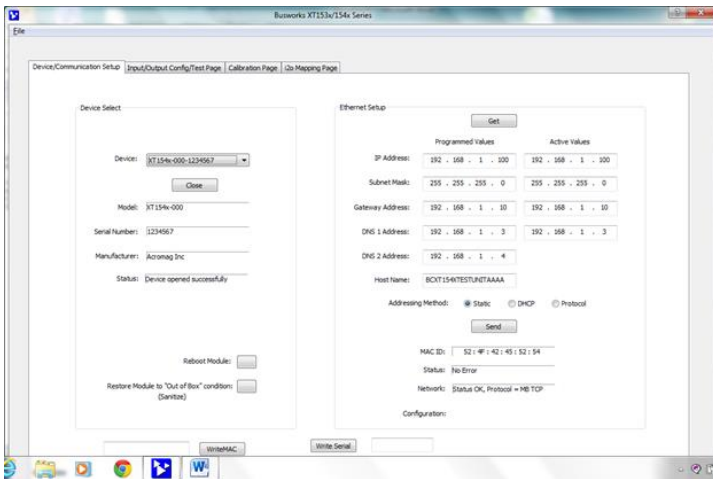 Busworks XT153x/154x Series
File
Device/Communication Setup Input/Output Config/Test Page Calibration Page i2o Mapping Page
Device Select
Device: XT154x-000-1234567
Close
Model: XT154x-000
Serial Number: 1234567
Manufacturer: Acromag Inc
Status: Device opened successfully
Reboot Module:
Restore Module to "Out of Box" condition:
(Sanitize)
WriteMAC
Ethernet Setup
Get
Programmed Values Active Values
IP Address: 192 . 168 . 1 . 100 192 . 168 . 1 . 100
Subnet Mask: 255 . 255 . 255 . 0 255 . 255 . 255 . 0
Gateway Address: 192 . 168 . 1 . 10 192 . 168 . 1 . 10
DNS 1 Address: 192 . 168 . 1 . 3 192 . 168 . 1 . 3
DNS 2 Address: 192 . 168 . 1 . 4
Host Name: BCXT154XTESTUNITAAAA
Addressing Method: Static DHCP Protocol
Send
MAC ID: 52 : 4F : 42 : 45 : 52 : 54
Status: No Error
Network: Status OK, Protocol = MB TCP
Configuration:
Write Serial
W